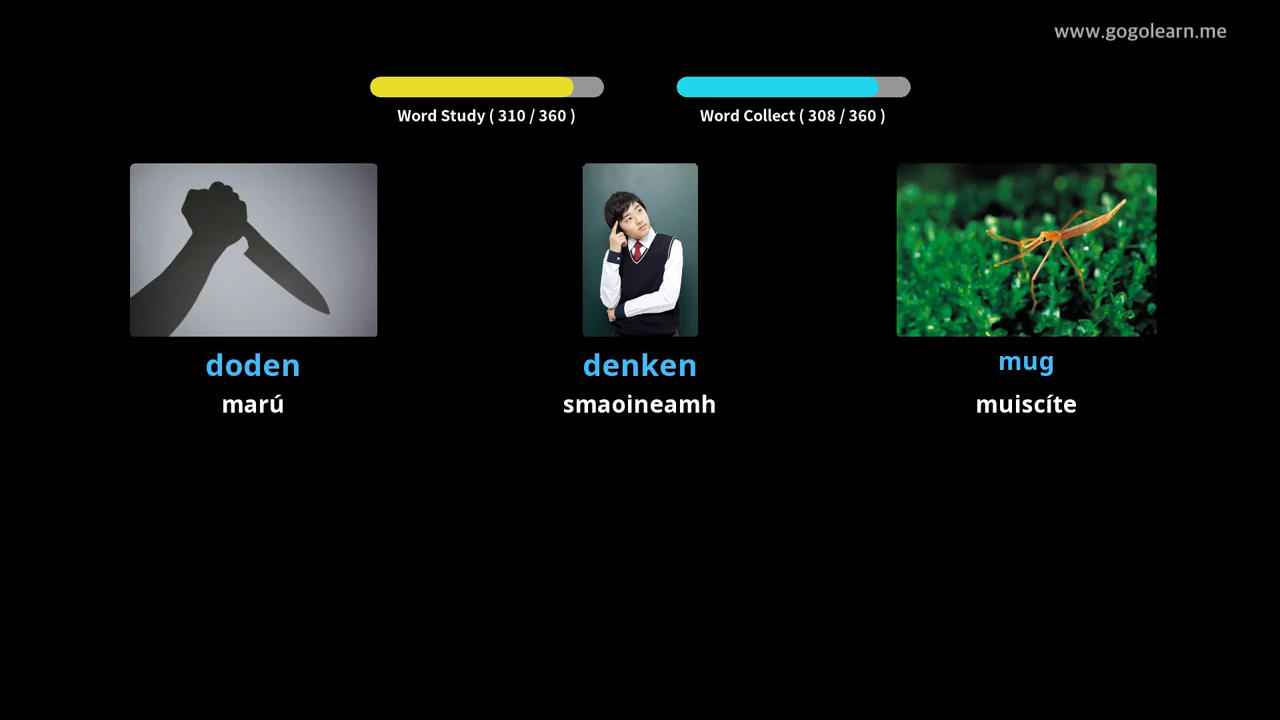 www.gogolearn.me
Word Study ( 310 / 360 )
Word Collect ( 308 / 360 )
doden
denken
mug
marú
smaoineamh
muiscíte